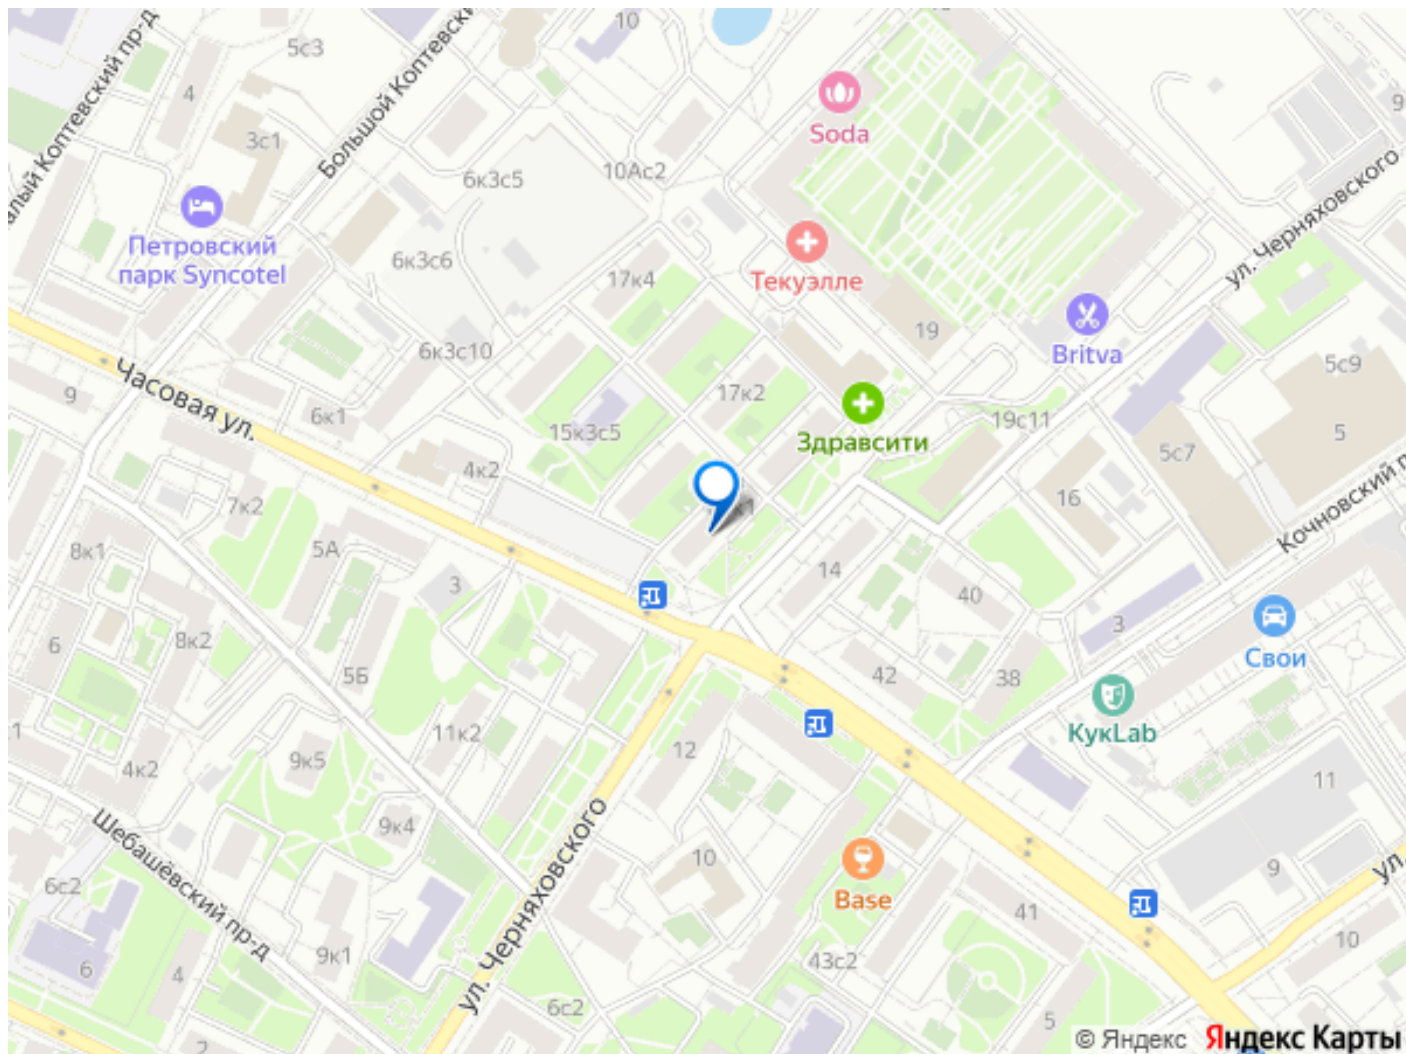 10
5с3
4
Малый Коптевский пр-д
Большой Коптевский
3с1
6к3с5
10Ас2
Soda
9
ул. Черняховского
Петровский
парк Syncotel
6к3с6
17к4
Текуэлле
19
Britva
6к3с10
5с9
9
Часовая ул.
6к1
17к2
15к3с5
Здравсити
19с11
5
5с7
4к2
7к2
к1
16
Кочновский п
8к1
5А
3
14
40
3
6
8к2
5Б
42
38
Свои
КукLab
11к2
12
4к2
9к5
11
Шебашёвский пр-д
9к4
10
Base
9
ул.
6с2
ул. Черняховского
41
10
6
4
9к1
43с2
6с2
5
2
© Яндекс Яндекс Карты